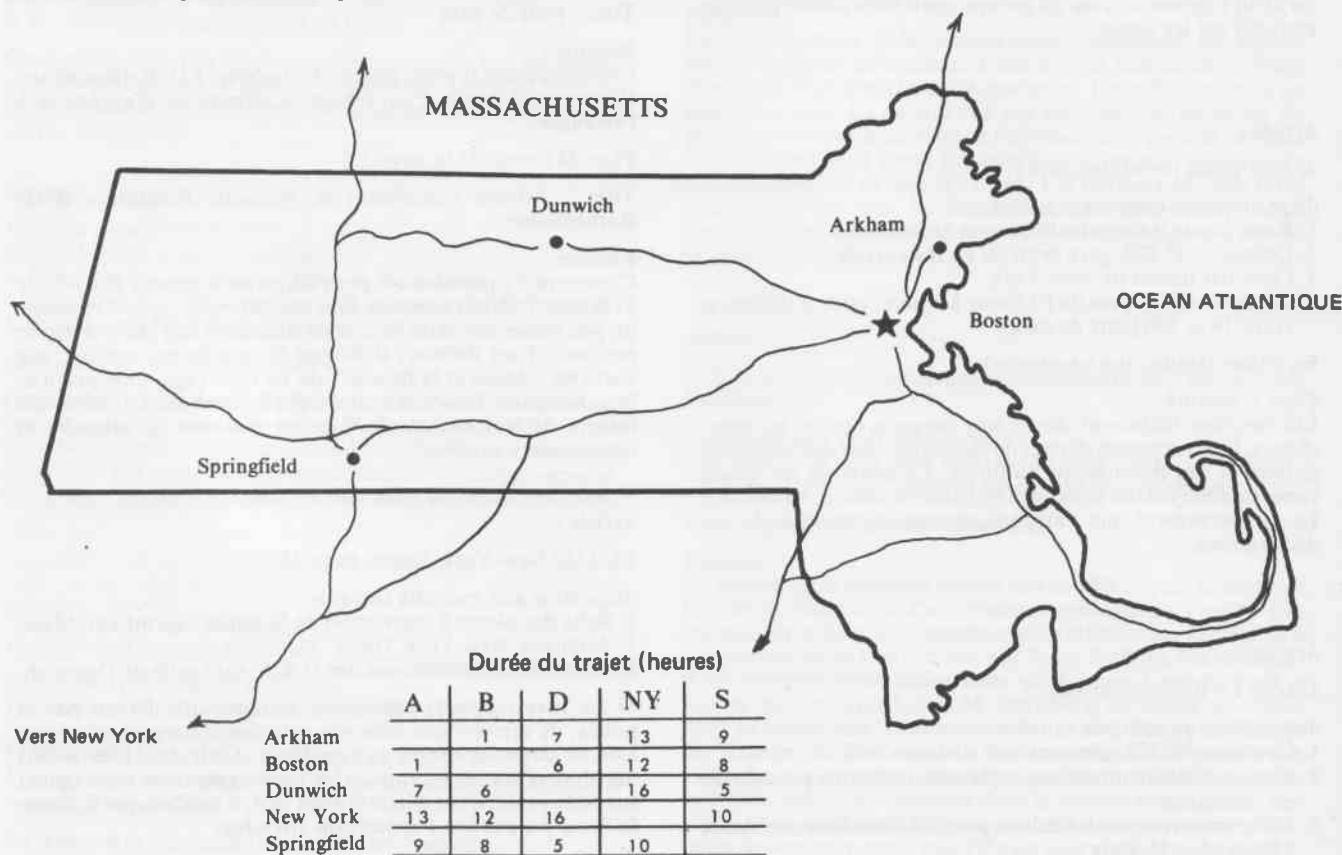 MASSACHUSETTS
Dunwich
Arkham
OCEAN ATLANTIQUE
Boston
Springfield
Durée du trajet (heures)
A B D NY S
Vers New York
Arkham 1 7 13 9
Boston 1 6 12 8
Dunwich 7 6 16 5
New York 13 12 16 10
Springfield 9 8 5 10